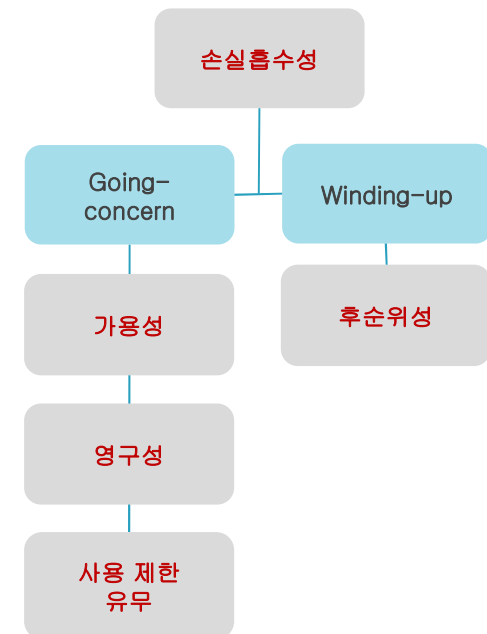 손실흡수성
Going-
concern
Winding-up
가용성
후순위성
영구성
사용 제한
유무